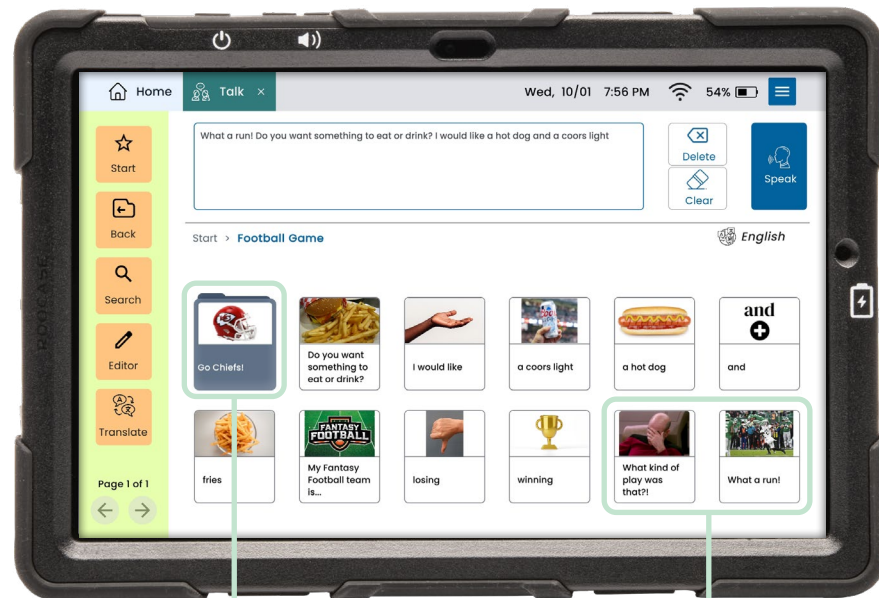 Home
Talk ×
Wed, 10/01 7:56 PM
54%
What a run! Do you want something to eat or drink? I would like a hot dog and a coors light
Delete
Clear
Speak
Start
Back
Search
Editor
Translate
Page 1 of 1
Start > Football Game
English
Go Chiefs!
Do you want
something to
eat or drink?
I would like
a coors light
a hot dog
and
and
fries
FANTASY
FOOTBALL
My Fantasy
Football team
is...
losing
winning
What kind of
play was
that?!
What a run!